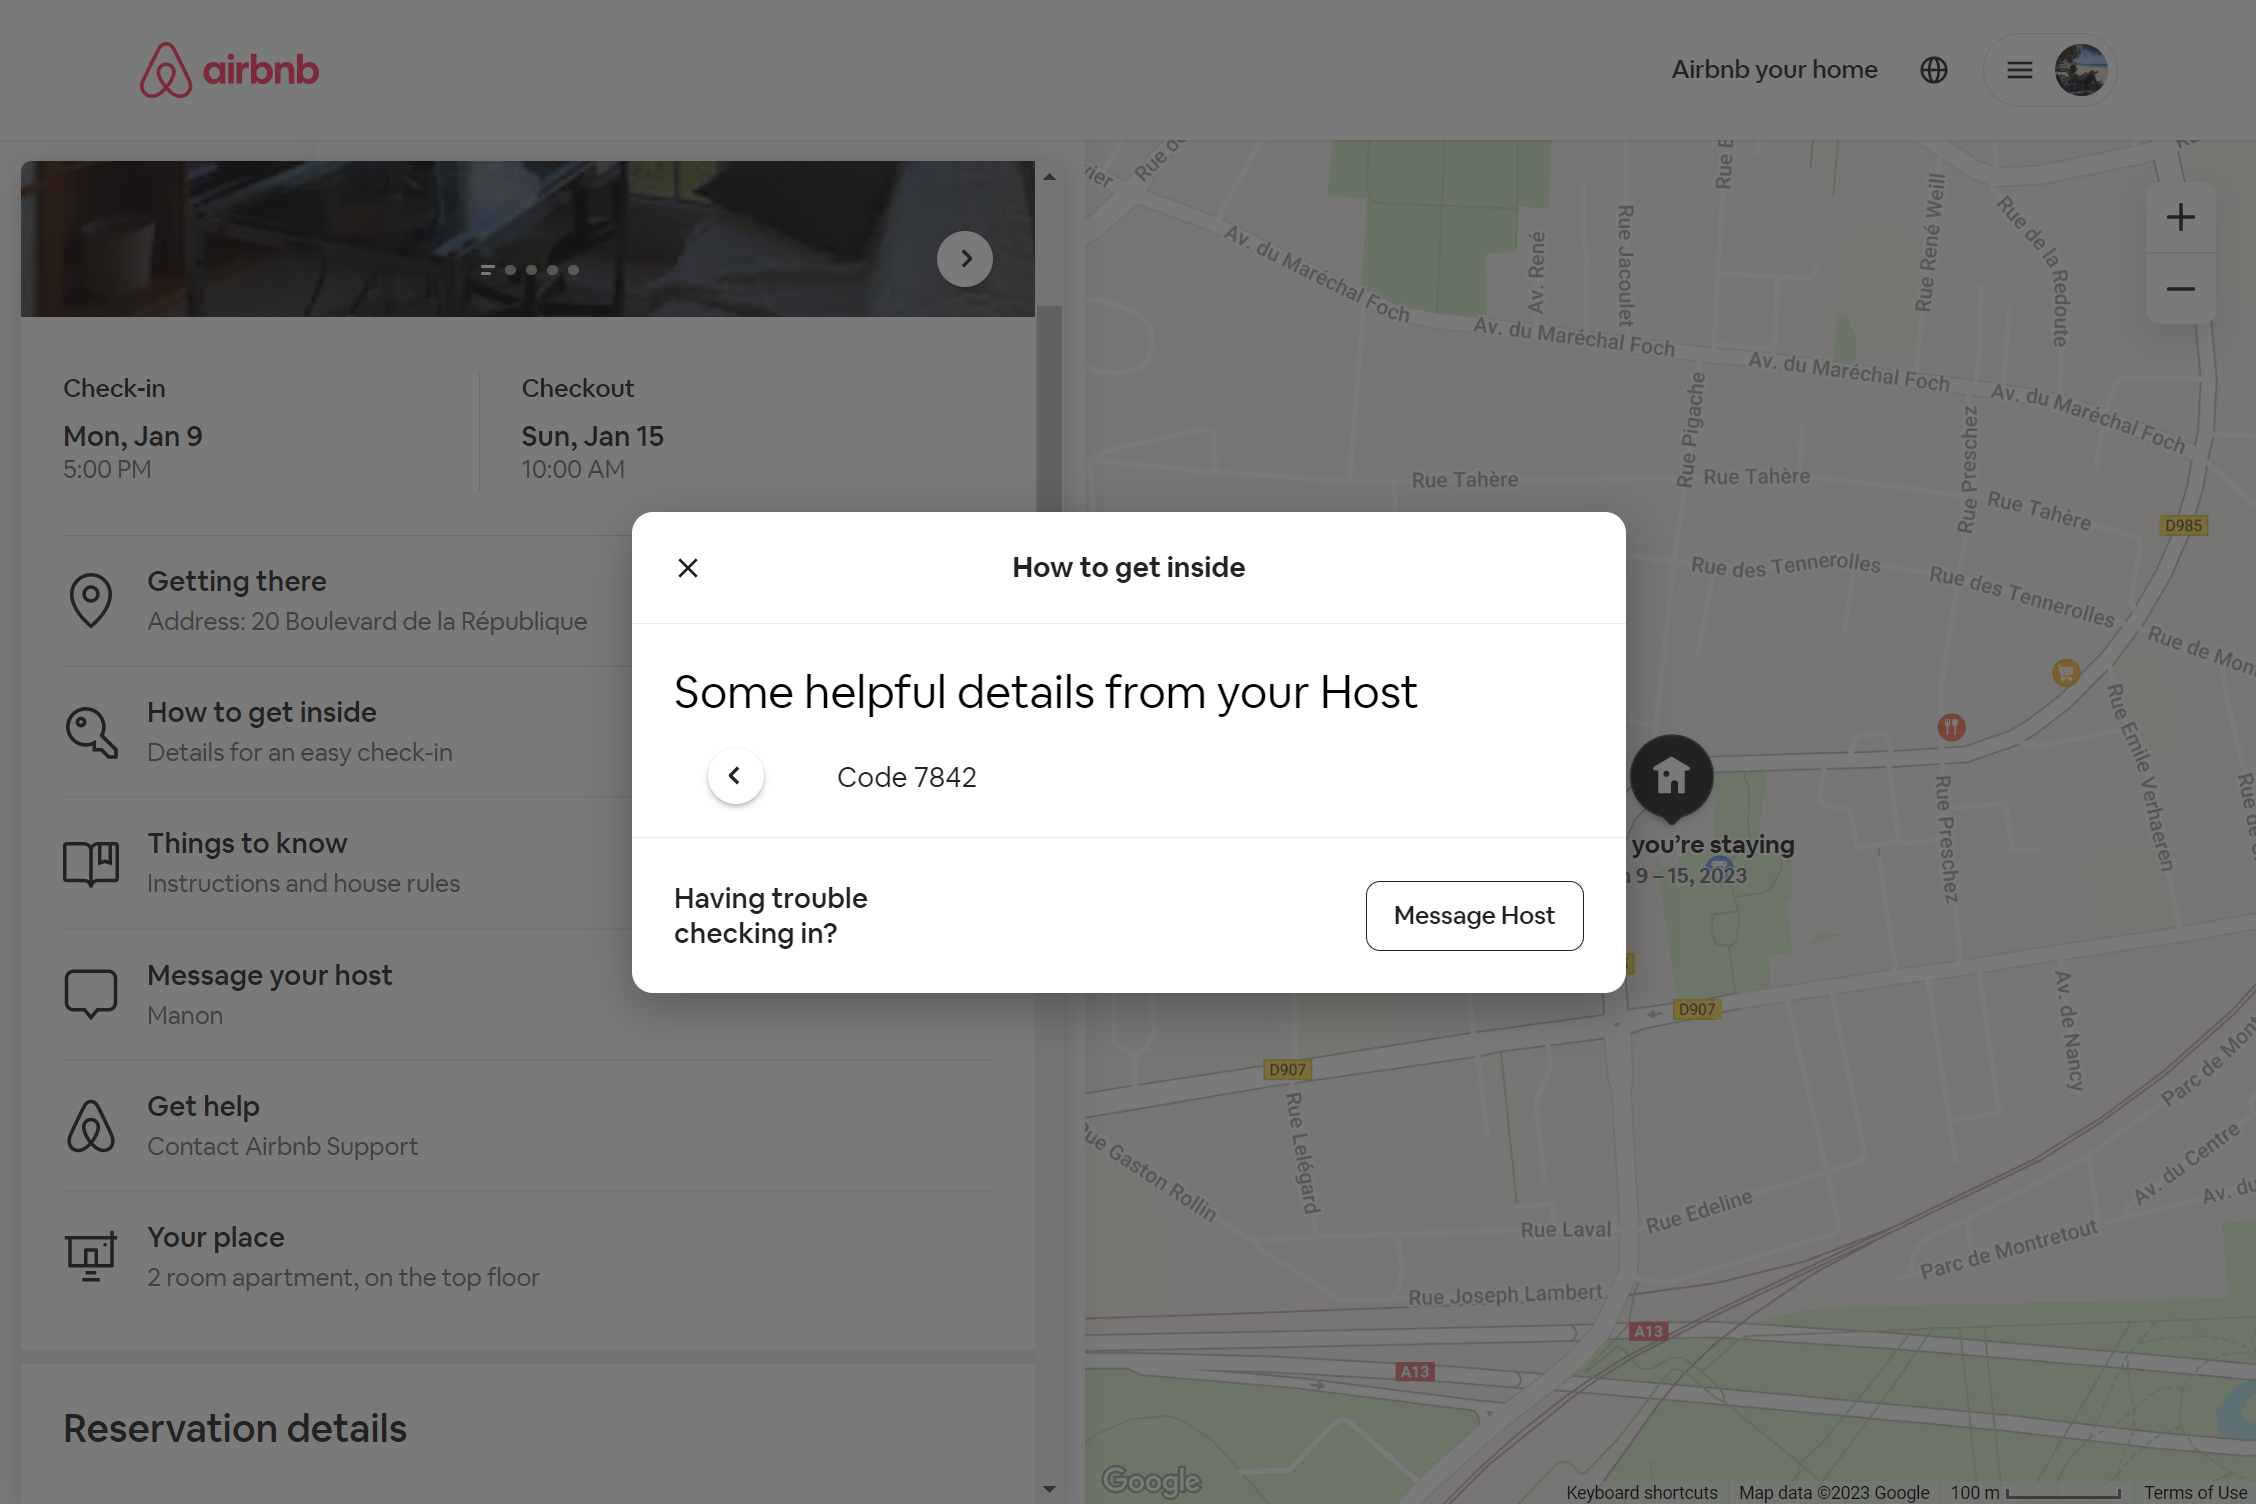 airbnb
Airbnb your home
Check-in
Mon, Jan 9
5:00 PM
Checkout
Sun, Jan 15
10:00 AM
Getting there
Address: 20 Boulevard de la République
How to get inside
Details for an easy check-in
Things to know
Instructions and house rules
Message your host
Manon
Get help
Contact Airbnb Support
Your place
2 room apartment, on the top floor
Reservation details
How to get inside
Some helpful details from your Host
Code 7842
Having trouble
checking in?
Message Host
Rue René Weill
Rue de la Redoute
Av. du Maréchal Foch
Av. René
Rue Jacoulet
Av. du Maréchal Foch
Av. du Maréchal Foch
Av. du Maréchal Foch
Rue Pigache
Rue Preschez
Rue Tahère
Rue Tahère
Rue Tahère
D985
Rue des Tennerolles
Rue des Tennerolles
Rue de
Rue Emile Verhaeren
Rue Preschez
you're staying
9 – 15, 2023
D907
D907
Av. de Nancy
Rue Lelégard
Rue Gaston Rollin
Rue Laval
Rue Edeline
Rue Joseph Lambert
Parc de
Av. du Centre
Av. du
Parc de Montretout
A13
A13
Google
Keyboard shortcuts
Map data ©2023 Google
100 m
Terms of Use